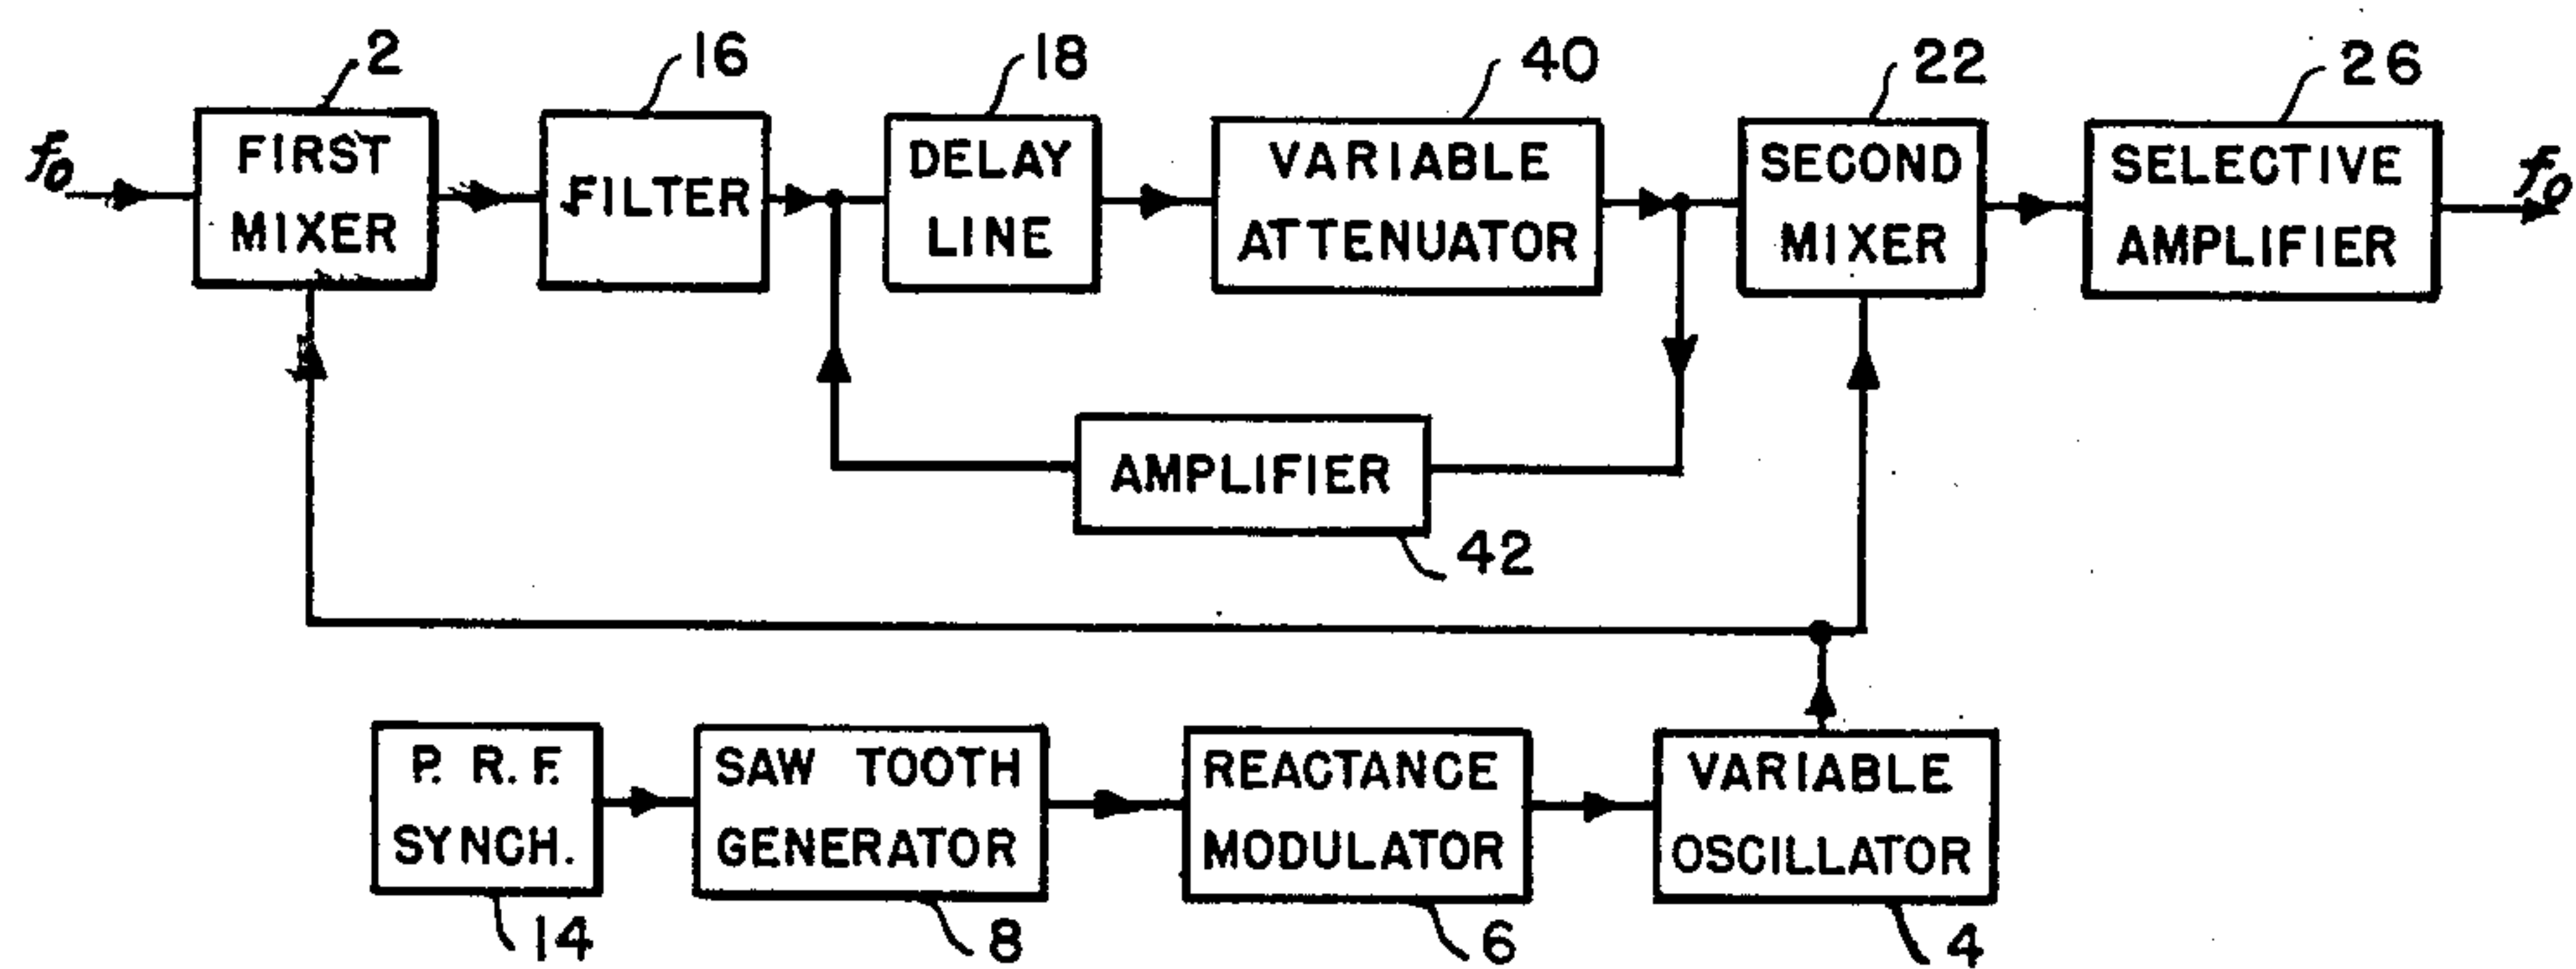 2
16
18
40
22
26
f₀
FIRST
MIXER
FILTER
DELAY
LINE
VARIABLE
ATTENUATOR
SECOND
MIXER
SELECTIVE
AMPLIFIER
f₀
AMPLIFIER
42
P. R. F.
SYNCH.
SAW TOOTH
GENERATOR
REACTANCE
MODULATOR
VARIABLE
OSCILLATOR
14
8
6
4